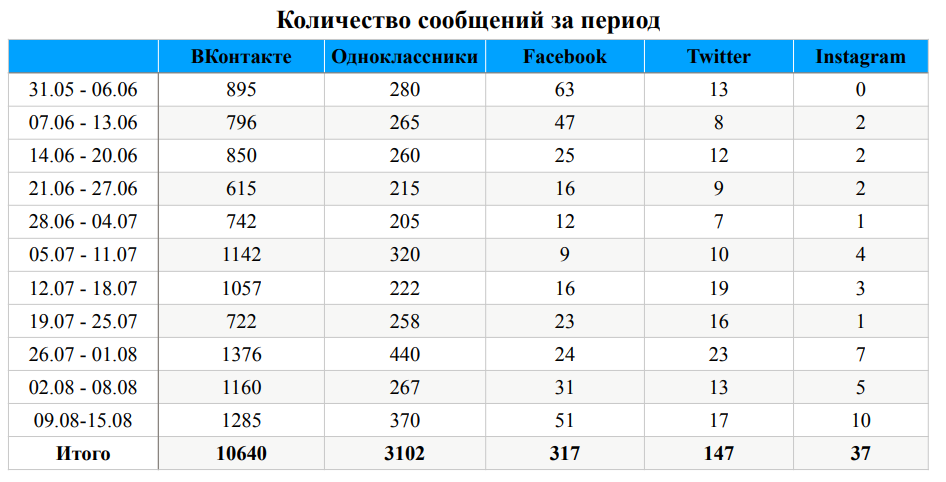 Количество сообщений за период
ВКонтакте Одноклассники Facebook Twitter Instagram
31.05 - 06.06 895 280 63 13 0
07.06 - 13.06 796 265 47 8 2
14.06 - 20.06 850 260 25 12 2
21.06 - 27.06 615 215 16 9 2
28.06 - 04.07 742 205 12 7 1
05.07 - 11.07 1142 320 9 10 4
12.07 - 18.07 1057 222 16 19 3
19.07 - 25.07 722 258 23 16 1
26.07 - 01.08 1376 440 24 23 7
02.08 - 08.08 1160 267 31 13 5
09.08-15.08 1285 370 51 17 10
Итого 10640 3102 317 147 37